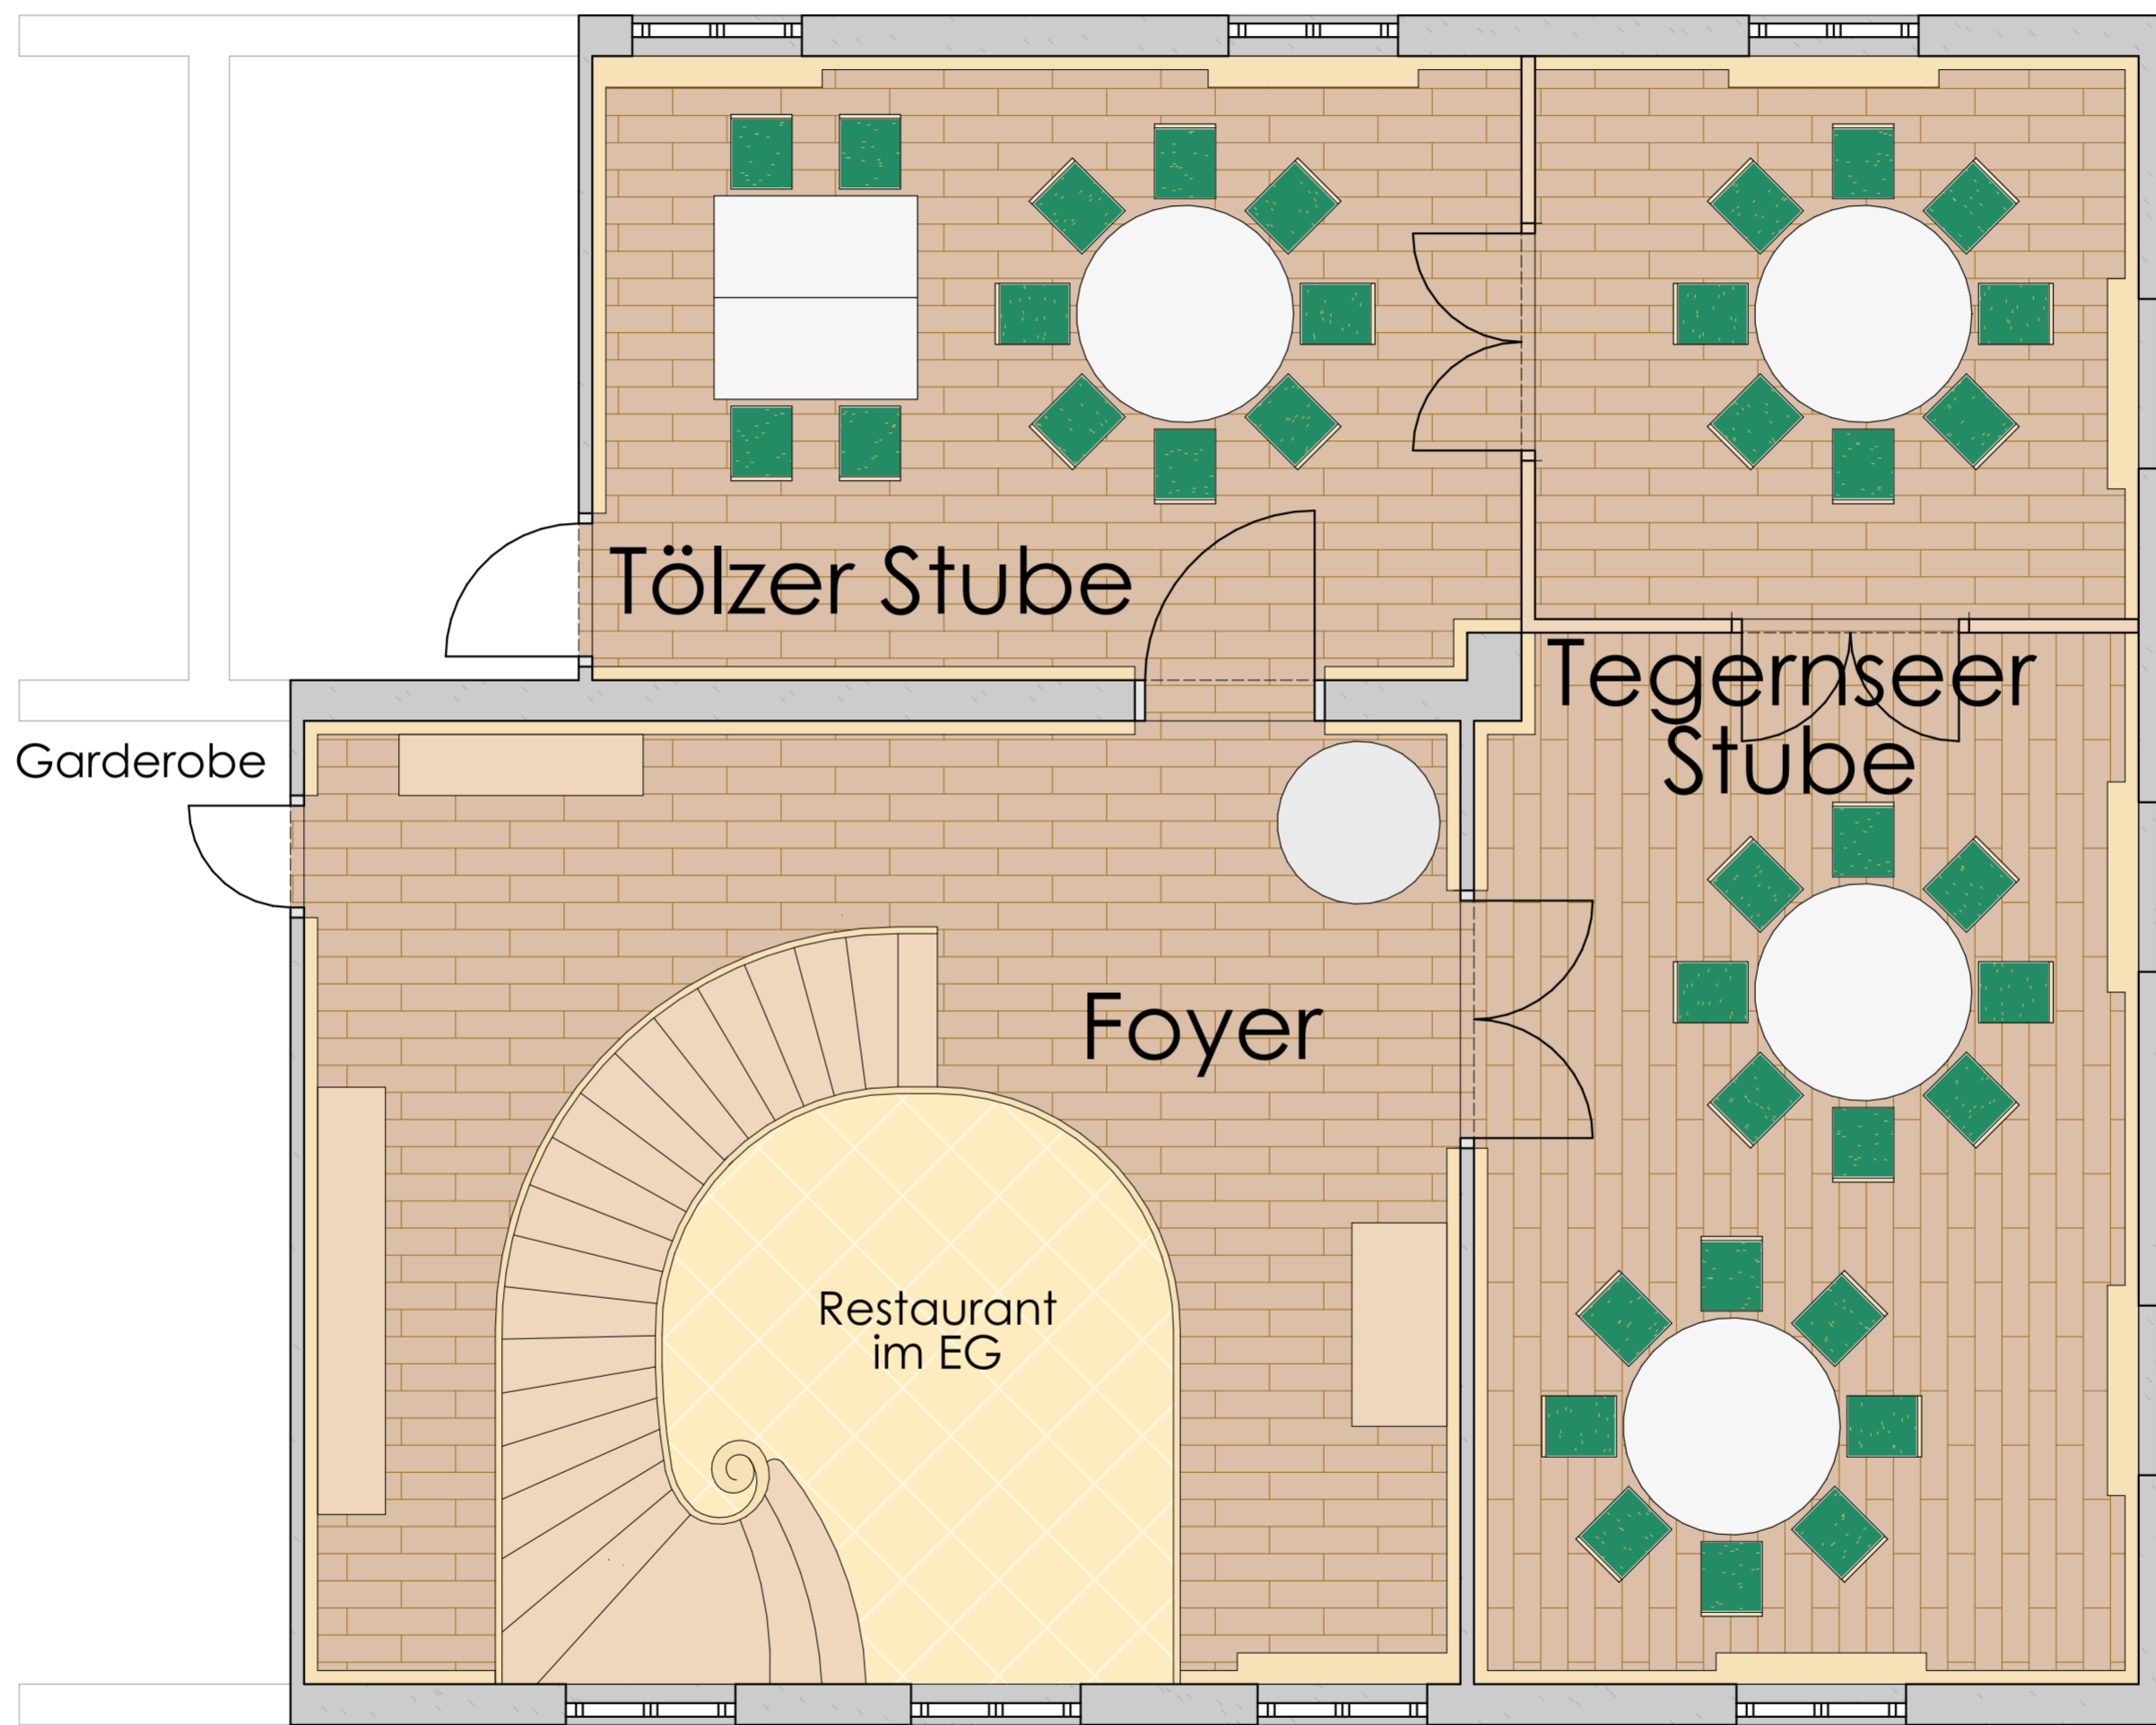 Tölzer Stube
Tegernseer
Stube
Garderobe
Foyer
Restaurant
im EG